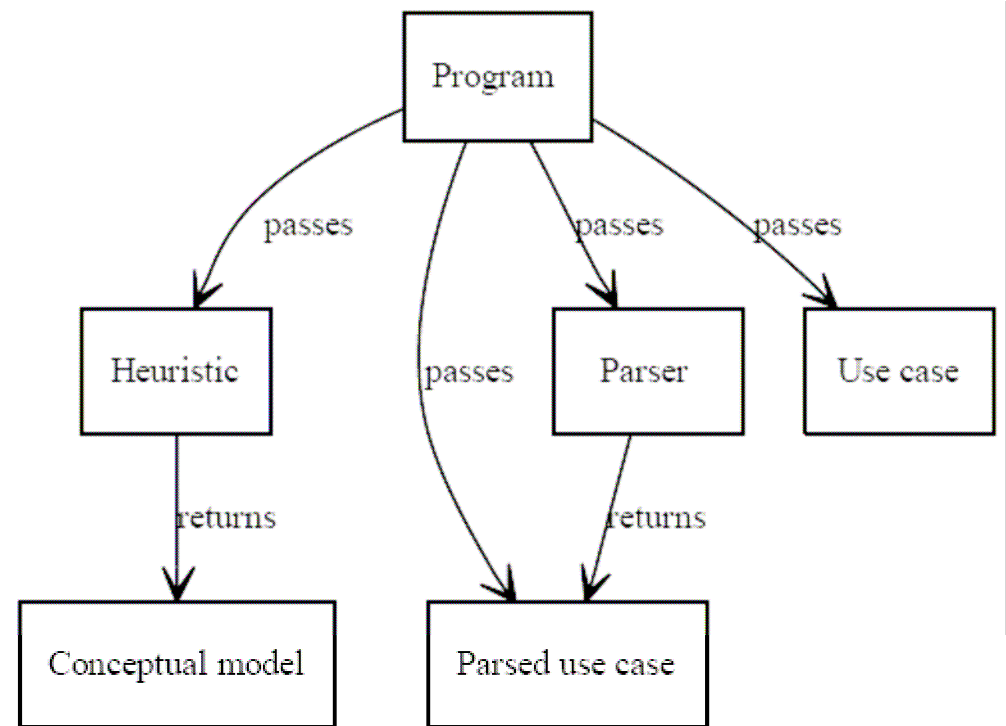 Program
passes
passes
passes
Heuristic
passes
Parser
Use case
returns
returns
Conceptual model
Parsed use case